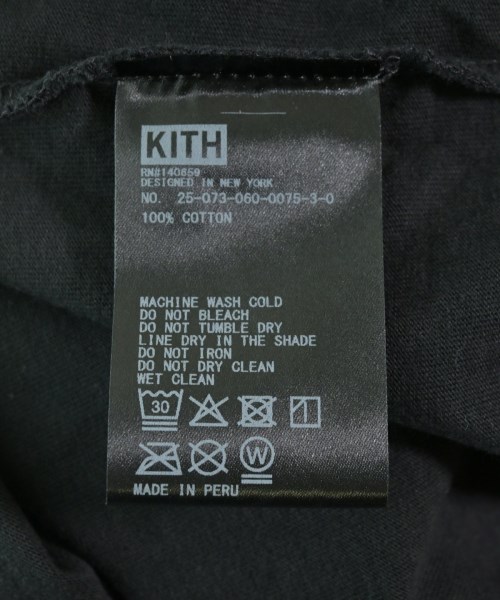 KITH
RN#140659
DESIGNED IN NEW YORK
NO. 25-073-060-0075-3-0
100% COTTON
MACHINE WASH COLD
DO NOT BLEACH
DO NOT TUMBLE DRY
LINE DRY IN THE SHADE
DO NOT IRON
DO NOT DRY CLEAN
WET CLEAN
30
W
MADE IN PERU